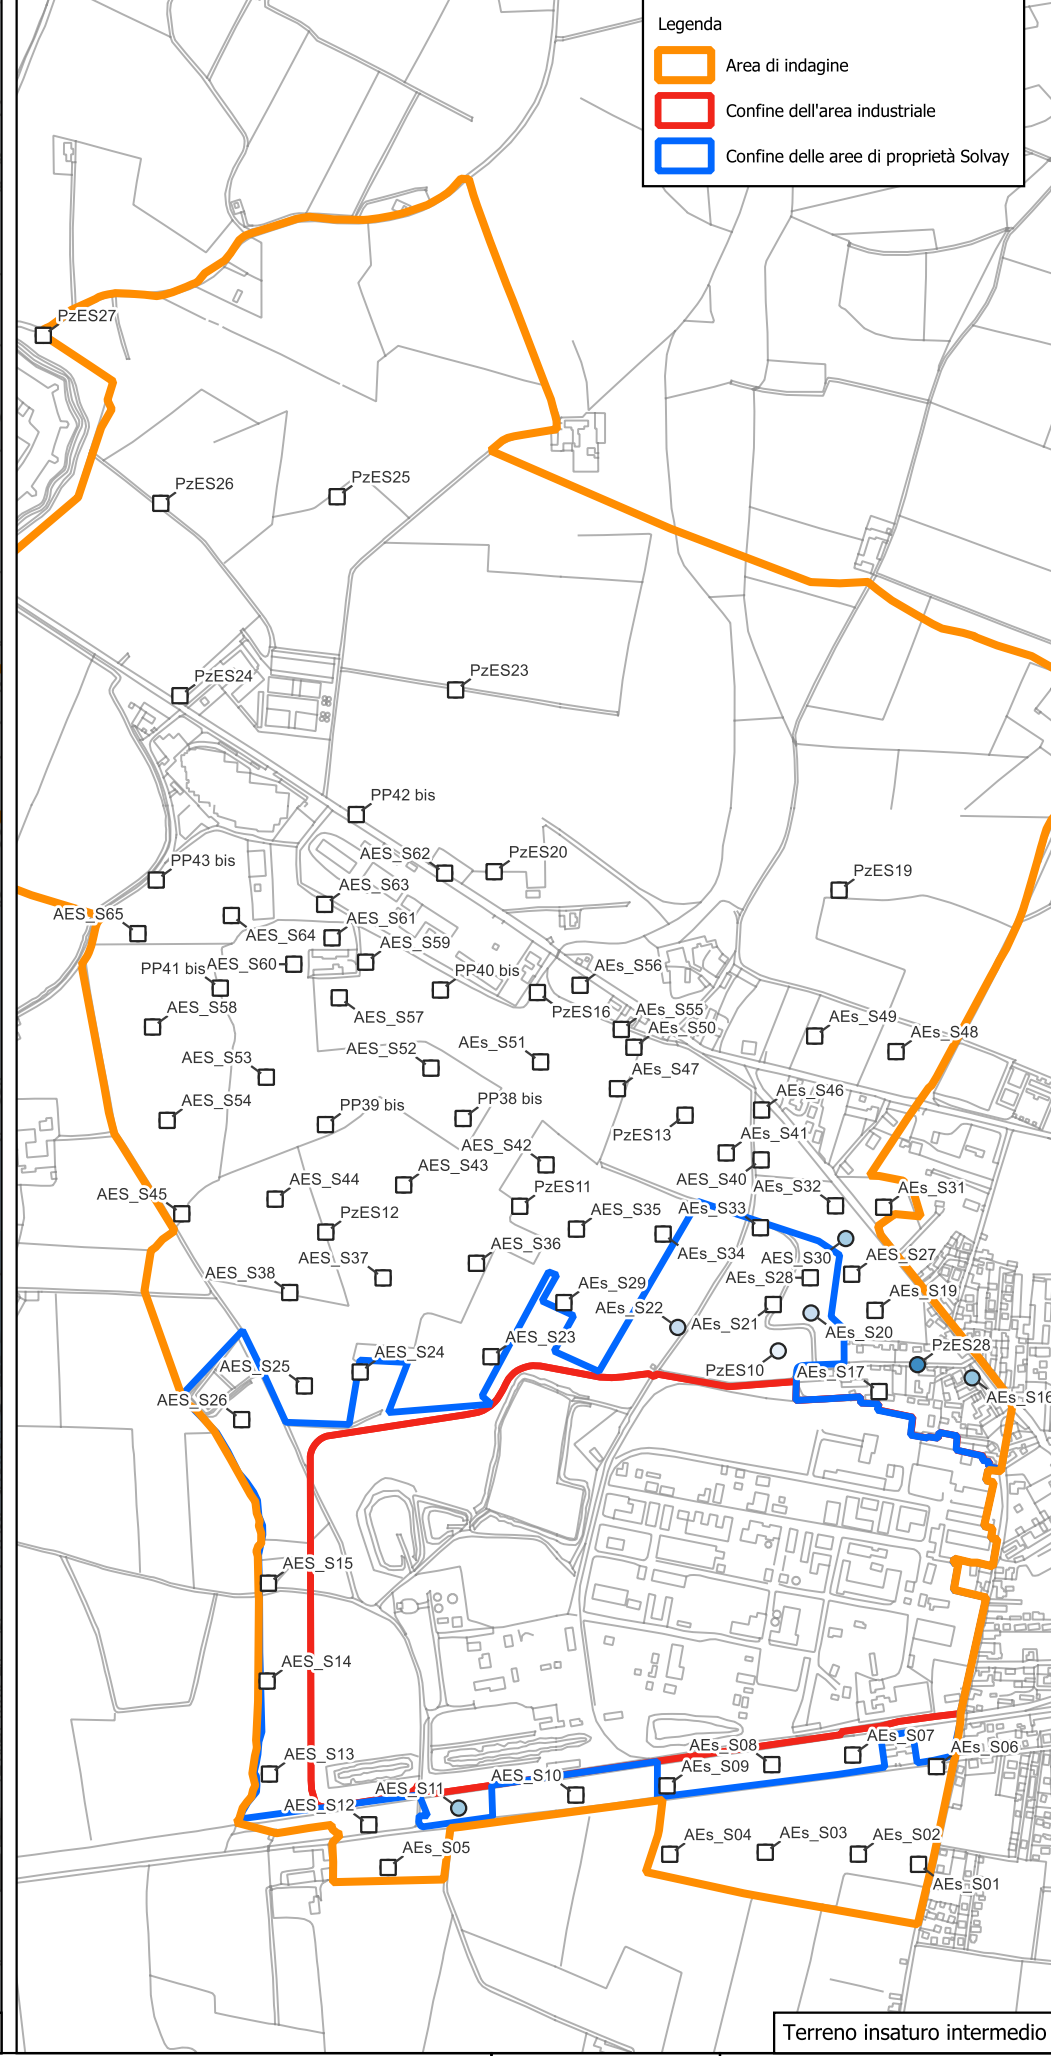 Legenda
Area di indagine
Confine dell'area industriale
Confine delle aree di proprietà Solvay
PzES27
PzES26
PzES25
PzES24
PzES23
PP42 bis
AES_S62
PzES20
PP43 bis
AES_S63
PzES19
AES_S65
AES_S64
AES_S61
AES_S59
PP41 bis
AES_S60
PP40 bis
AEs_S56
AES_S58
AES_S57
PzES16
AEs_S55
AEs_S50
AEs_S49
AEs_S48
AES_S53
AES_S52
AEs_S51
AEs_S47
AES_S54
PP39 bis
PP38 bis
PzES13
AEs_S46
AEs_S41
AES_S42
AES_S40
AES_S45
AES_S44
AES_S43
PzES11
AEs_S32
AEs_S31
PzES12
AES_S35
AEs_S33
AES_S37
AES_S36
AEs_S34
AES_S30
AEs_S27
AES_S38
AEs_S29
AEs_S28
AEs_S22
AEs_S21
AEs_S19
AEs_S20
AES_S25
AES_S24
AES_S23
PzES10
PzES28
AEs_S17
AES_S26
AEs_S16
AES_S15
AES_S14
AES_S13
AEs_S08
AEs_S07
AEs_S06
AES_S12
AES_S11
AES_S10
AEs_S09
AEs_S05
AEs_S04
AEs_S03
AEs_S02
AEs_S01
Terreno insaturo intermedio